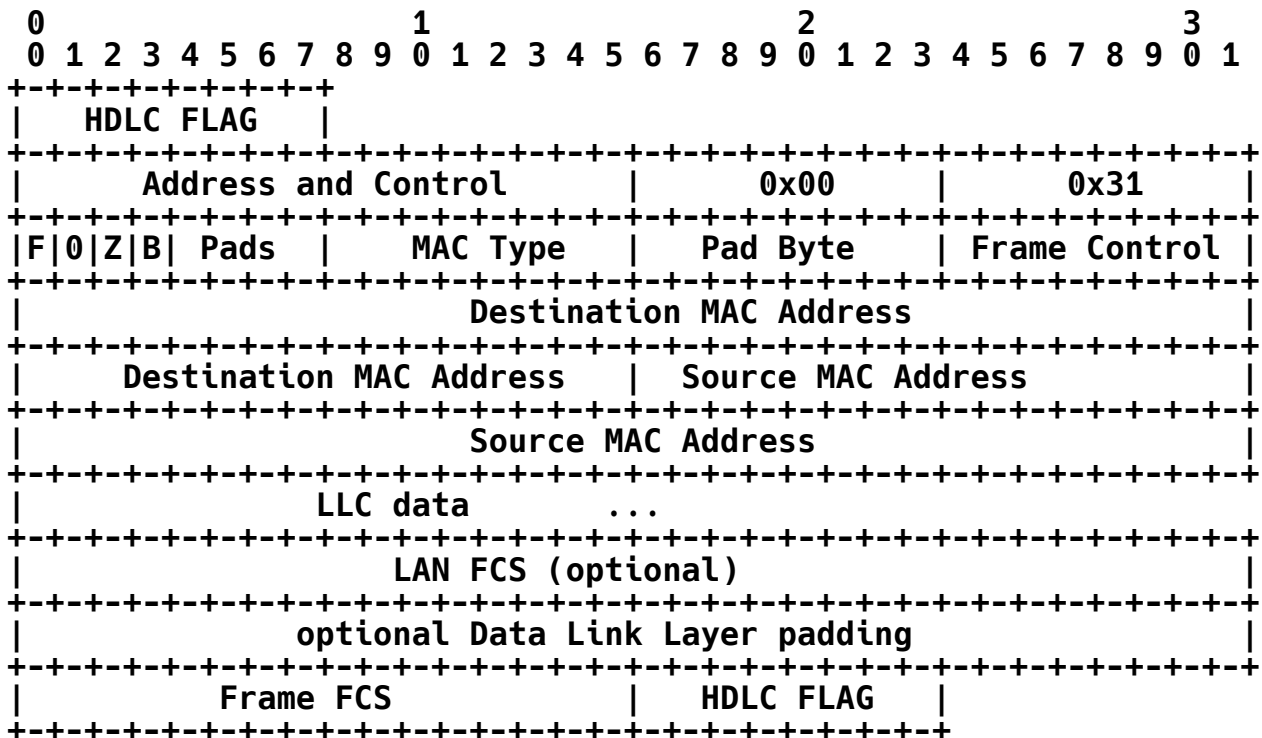 0                   1                   2                   3
 0 1 2 3 4 5 6 7 8 9 0 1 2 3 4 5 6 7 8 9 0 1 2 3 4 5 6 7 8 9 0 1
+-+-+-+-+-+-+-+-+
|   HDLC FLAG   |
+-+-+-+-+-+-+-+-+-+-+-+-+-+-+-+-+-+-+-+-+-+-+-+-+-+-+-+-+-+-+-+-+
|      Address and Control      |      0x00     |      0x31     |
+-+-+-+-+-+-+-+-+-+-+-+-+-+-+-+-+-+-+-+-+-+-+-+-+-+-+-+-+-+-+-+-+
|F|0|Z|B| Pads  |    MAC Type   |   Pad Byte    | Frame Control |
+-+-+-+-+-+-+-+-+-+-+-+-+-+-+-+-+-+-+-+-+-+-+-+-+-+-+-+-+-+-+-+-+
|                       Destination MAC Address                 |
+-+-+-+-+-+-+-+-+-+-+-+-+-+-+-+-+-+-+-+-+-+-+-+-+-+-+-+-+-+-+-+-+
|     Destination MAC Address   |  Source MAC Address           |
+-+-+-+-+-+-+-+-+-+-+-+-+-+-+-+-+-+-+-+-+-+-+-+-+-+-+-+-+-+-+-+-+
|                       Source MAC Address                      |
+-+-+-+-+-+-+-+-+-+-+-+-+-+-+-+-+-+-+-+-+-+-+-+-+-+-+-+-+-+-+-+-+
|               LLC data       ...
+-+-+-+-+-+-+-+-+-+-+-+-+-+-+-+-+-+-+-+-+-+-+-+-+-+-+-+-+-+-+-+-+
|                   LAN FCS (optional)                          |
+-+-+-+-+-+-+-+-+-+-+-+-+-+-+-+-+-+-+-+-+-+-+-+-+-+-+-+-+-+-+-+-+
|              optional Data Link Layer padding                 |
+-+-+-+-+-+-+-+-+-+-+-+-+-+-+-+-+-+-+-+-+-+-+-+-+-+-+-+-+-+-+-+-+
|          Frame FCS            |   HDLC FLAG   |
+-+-+-+-+-+-+-+-+-+-+-+-+-+-+-+-+-+-+-+-+-+-+-+-+